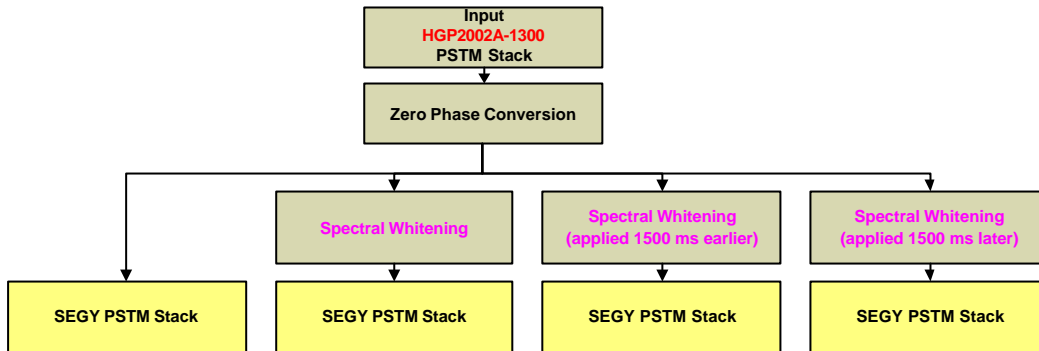 Input
HGP2002A-1300
PSTM Stack
Zero Phase Conversion
Spectral Whitening
Spectral Whitening
(applied 1500 ms earlier)
Spectral Whitening
(applied 1500 ms later)
SEGY PSTM Stack
SEGY PSTM Stack
SEGY PSTM Stack
SEGY PSTM Stack